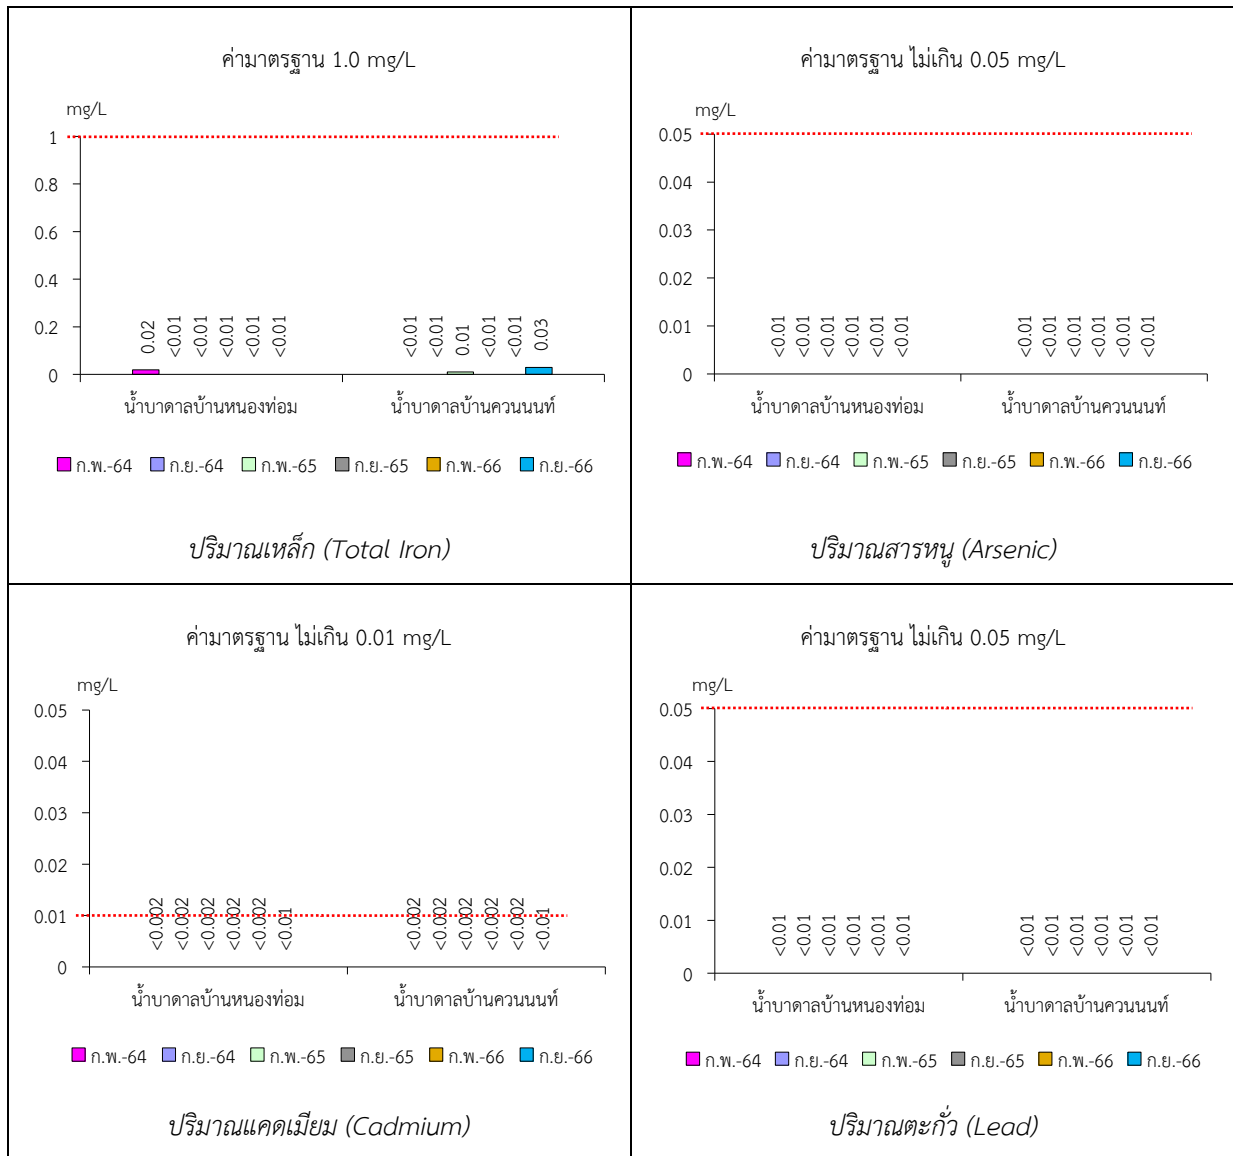 ค่ามาตรฐาน 1.0 mg/L
mg/L
1
0.8
0.6
0.4
0.2
0
0.02 <0.01 <0.01 <0.01 <0.01 <0.01 <0.01 <0.01 0.01 <0.01 <0.01 0.03
น้ำบาดาลบ้านหนองท่อม น้ำบาดาลบ้านควนนนท์
ก.พ.-64 ก.ย.-64 ก.พ.-65 ก.ย.-65 ก.พ.-66 ก.ย.-66
ปริมาณเหล็ก (Total Iron)
ค่ามาตรฐาน ไม่เกิน 0.05 mg/L
mg/L
0.05
0.04
0.03
0.02
0.01
0
<0.01 <0.01 <0.01 <0.01 <0.01 <0.01 <0.01 <0.01 <0.01 <0.01 <0.01 <0.01
น้ำบาดาลบ้านหนองท่อม น้ำบาดาลบ้านควนนนท์
ก.พ.-64 ก.ย.-64 ก.พ.-65 ก.ย.-65 ก.พ.-66 ก.ย.-66
ปริมาณสารหนู (Arsenic)
ค่ามาตรฐาน ไม่เกิน 0.01 mg/L
mg/L
0.05
0.04
0.03
0.02
0.01
0
<0.002 <0.002 <0.002 <0.002 <0.002 <0.01 <0.002 <0.002 <0.002 <0.002 <0.002 <0.01
น้ำบาดาลบ้านหนองท่อม น้ำบาดาลบ้านควนนนท์
ก.พ.-64 ก.ย.-64 ก.พ.-65 ก.ย.-65 ก.พ.-66 ก.ย.-66
ปริมาณแคดเมียม (Cadmium)
ค่ามาตรฐาน ไม่เกิน 0.05 mg/L
mg/L
0.05
0.04
0.03
0.02
0.01
0
<0.01 <0.01 <0.01 <0.01 <0.01 <0.01 <0.01 <0.01 <0.01 <0.01 <0.01 <0.01
น้ำบาดาลบ้านหนองท่อม น้ำบาดาลบ้านควนนนท์
ก.พ.-64 ก.ย.-64 ก.พ.-65 ก.ย.-65 ก.พ.-66 ก.ย.-66
ปริมาณตะกั่ว (Lead)